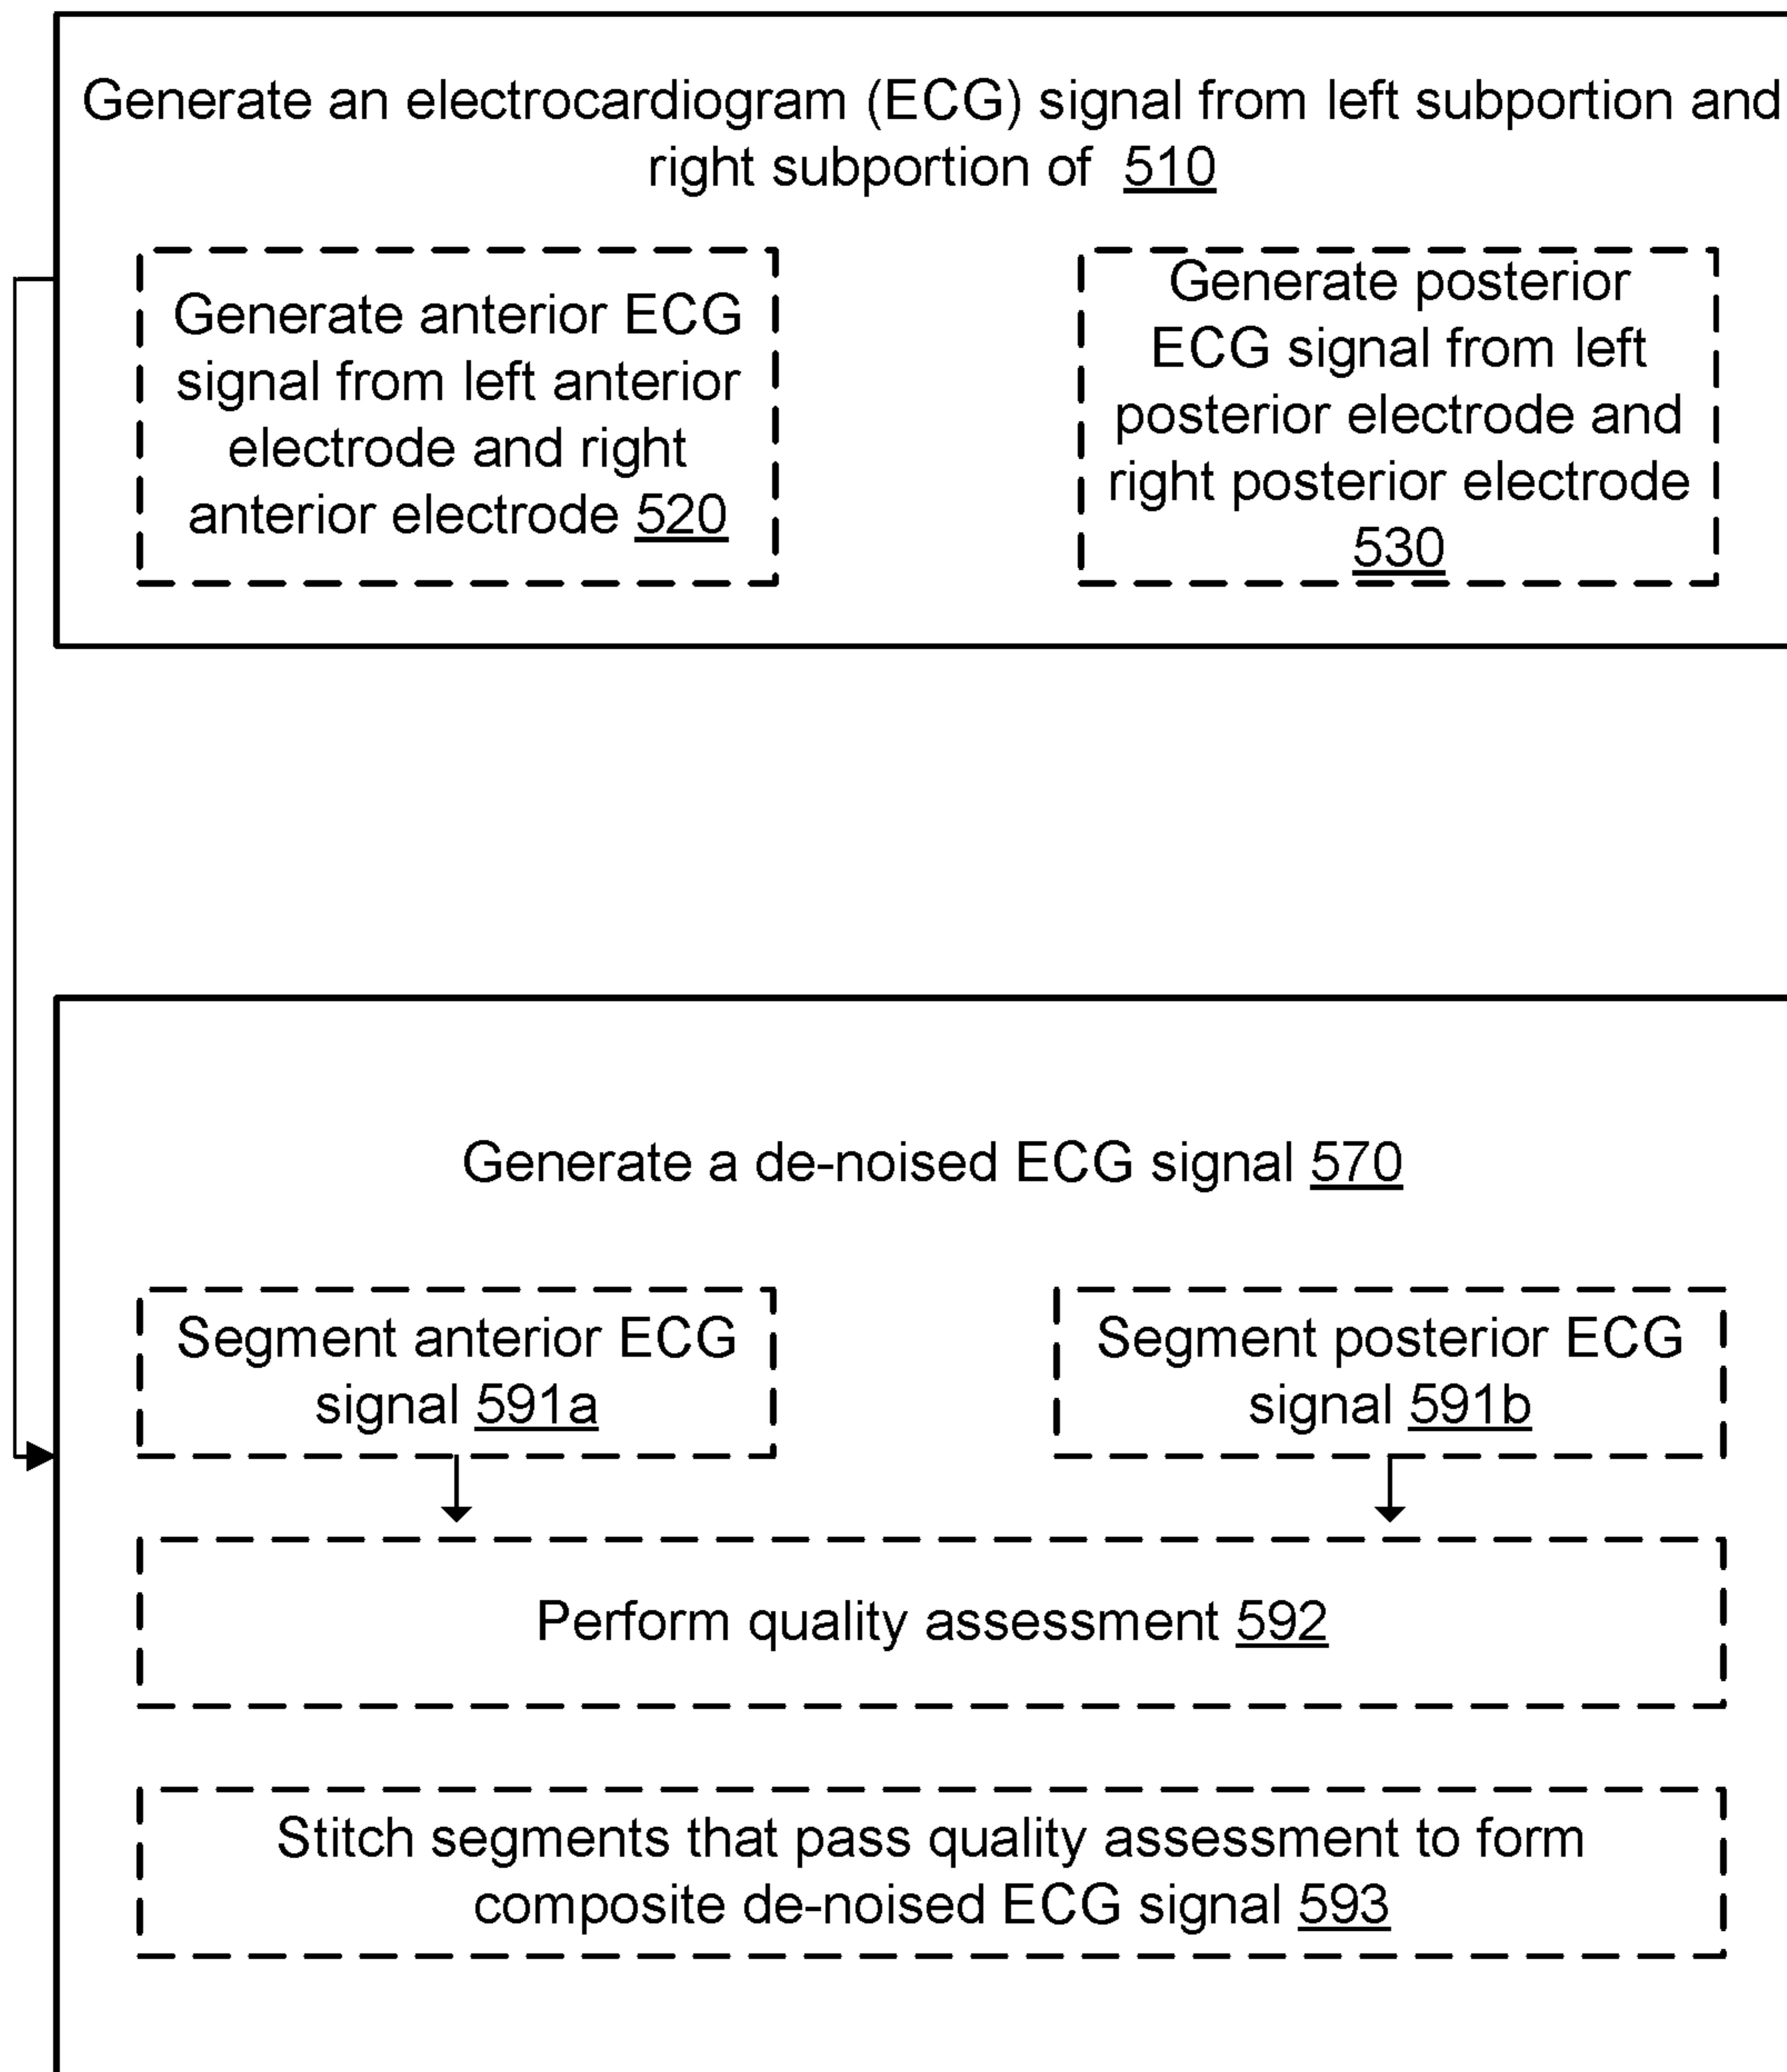 Generate an electrocardiogram (ECG) signal from left subportion and
right subportion of 510
Generate anterior ECG
signal from left anterior
electrode and right
anterior electrode 520
Generate posterior
ECG signal from left
posterior electrode and
right posterior electrode
530
Generate a de-noised ECG signal 570
Segment anterior ECG
signal 591a
Segment posterior ECG
signal 591b
Perform quality assessment 592
Stitch segments that pass quality assessment to form
composite de-noised ECG signal 593